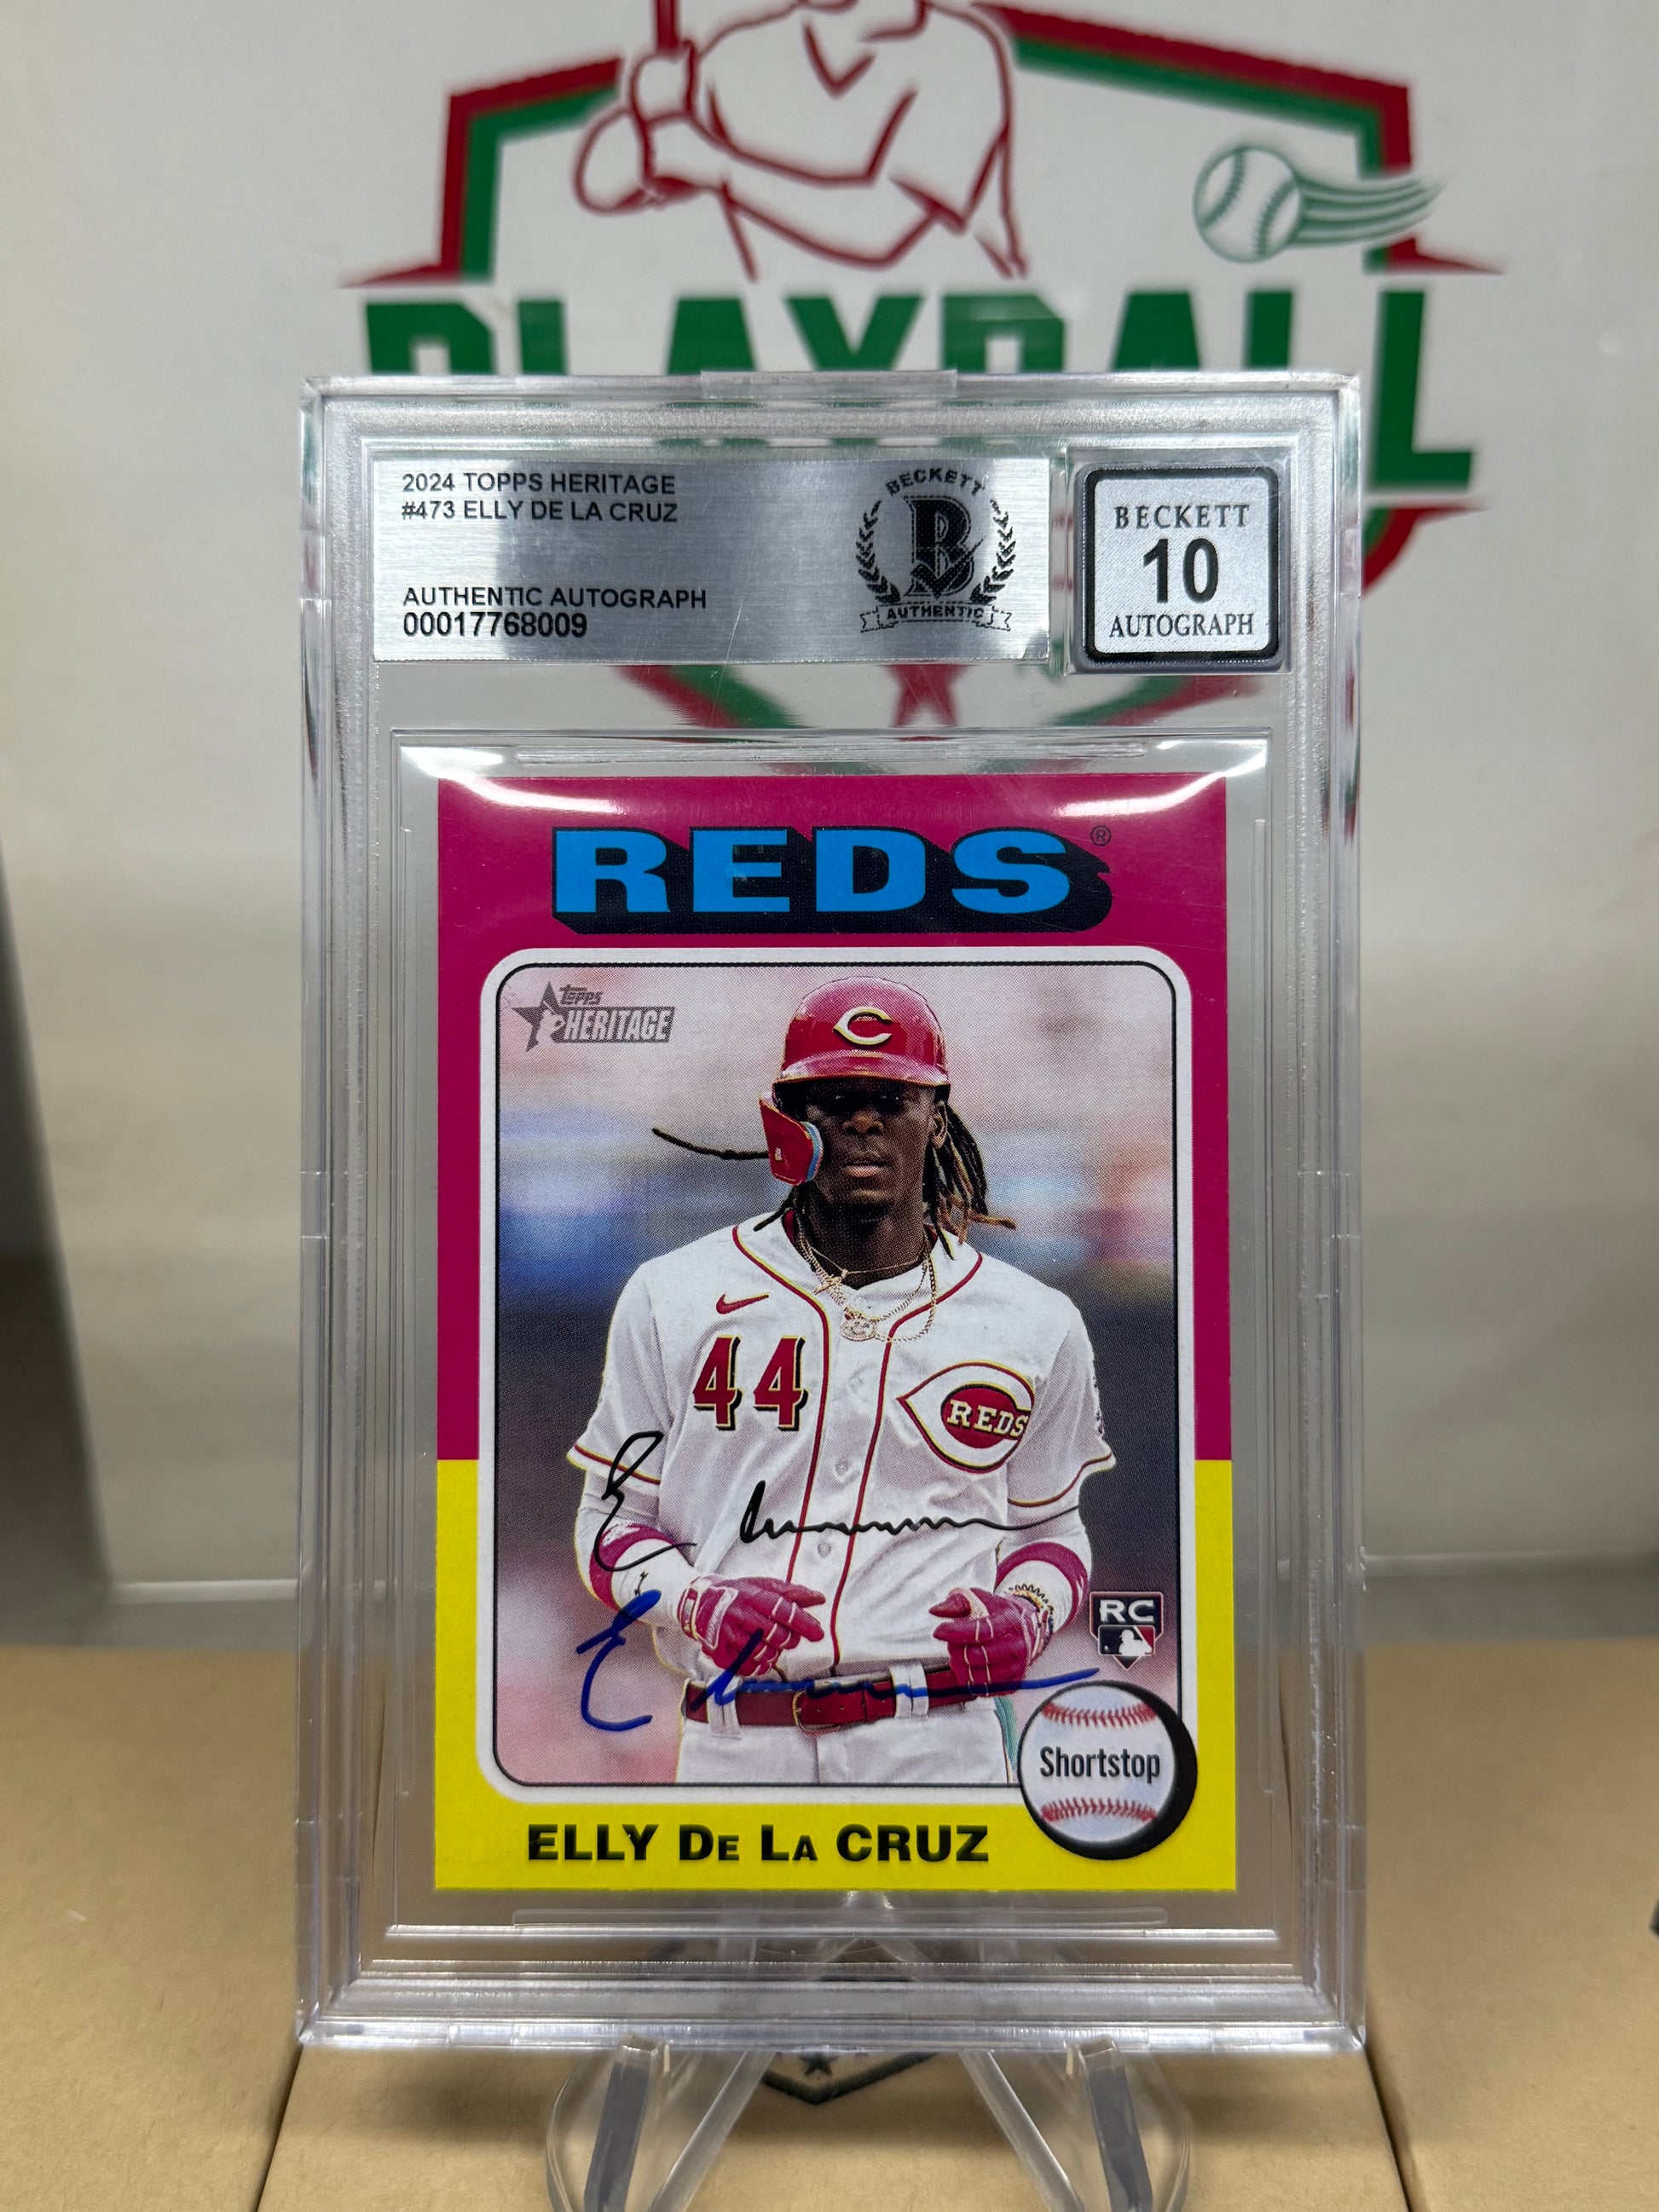 PLAYBALL
2024 TOPPS HERITAGE
#473 ELLY DE LA CRUZ
AUTHENTIC AUTOGRAPH
00017768009
BECKETT
B
AUTHENTIC
BECKETT
10
AUTOGRAPH
REDS®
TOPPS
HERITAGE
C
44
REDS
RC
Shortstop
ELLY DE LA CRUZ